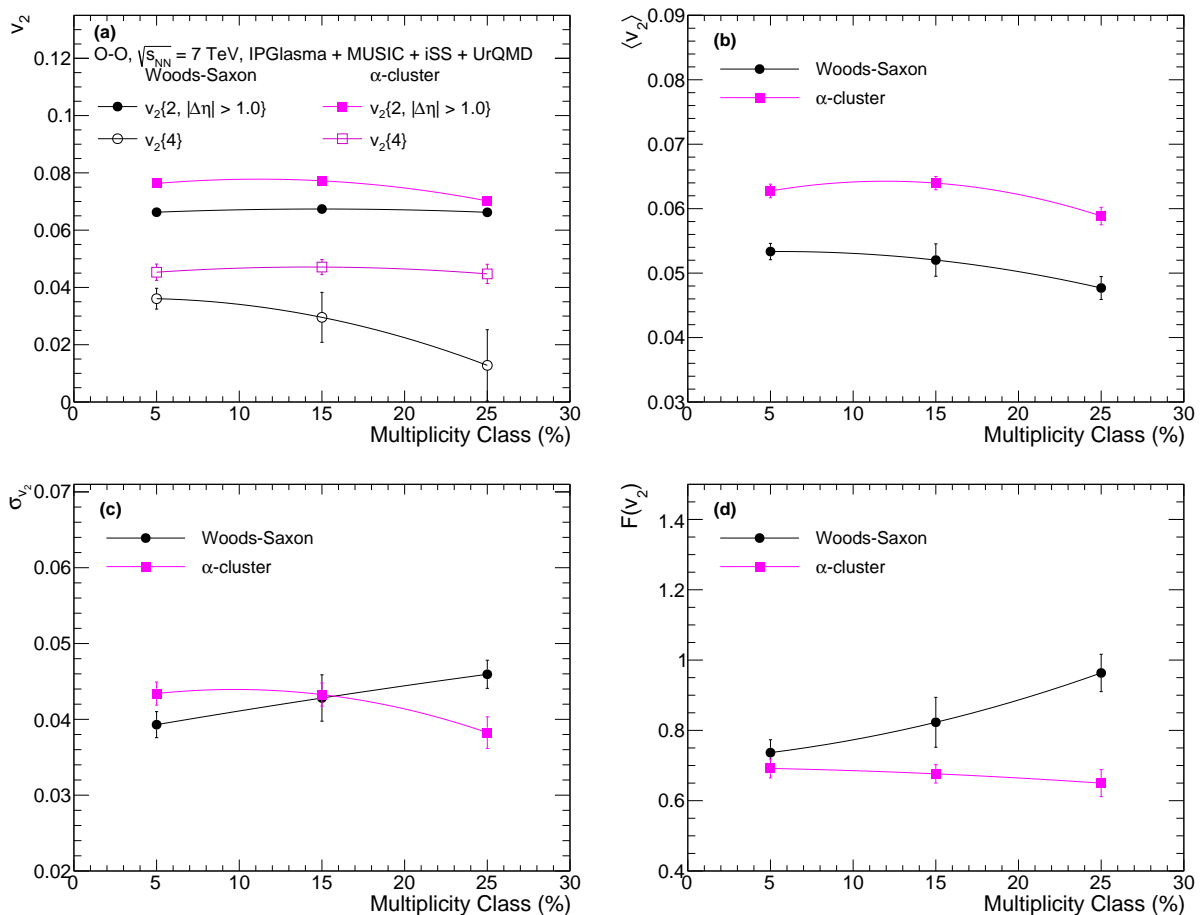 v₂
(a)
O-O, √s_NN = 7 TeV, IPGlasma + MUSIC + iSS + UrQMD
Woods-Saxon α-cluster
v₂{2, |Δη| > 1.0} v₂{2, |Δη| > 1.0}
v₂{4} v₂{4}
0.12
0.1
0.08
0.06
0.04
0.02
0
0 5 10 15 20 25 30
Multiplicity Class (%)
⟨v₂⟩
(b)
Woods-Saxon
α-cluster
0.09
0.08
0.07
0.06
0.05
0.04
0.03
0 5 10 15 20 25 30
Multiplicity Class (%)
σ_v₂
(c)
Woods-Saxon
α-cluster
0.07
0.06
0.05
0.04
0.03
0.02
0 5 10 15 20 25 30
Multiplicity Class (%)
F(v₂)
(d)
Woods-Saxon
α-cluster
1.4
1.2
1
0.8
0.6
0.4
0 5 10 15 20 25 30
Multiplicity Class (%)